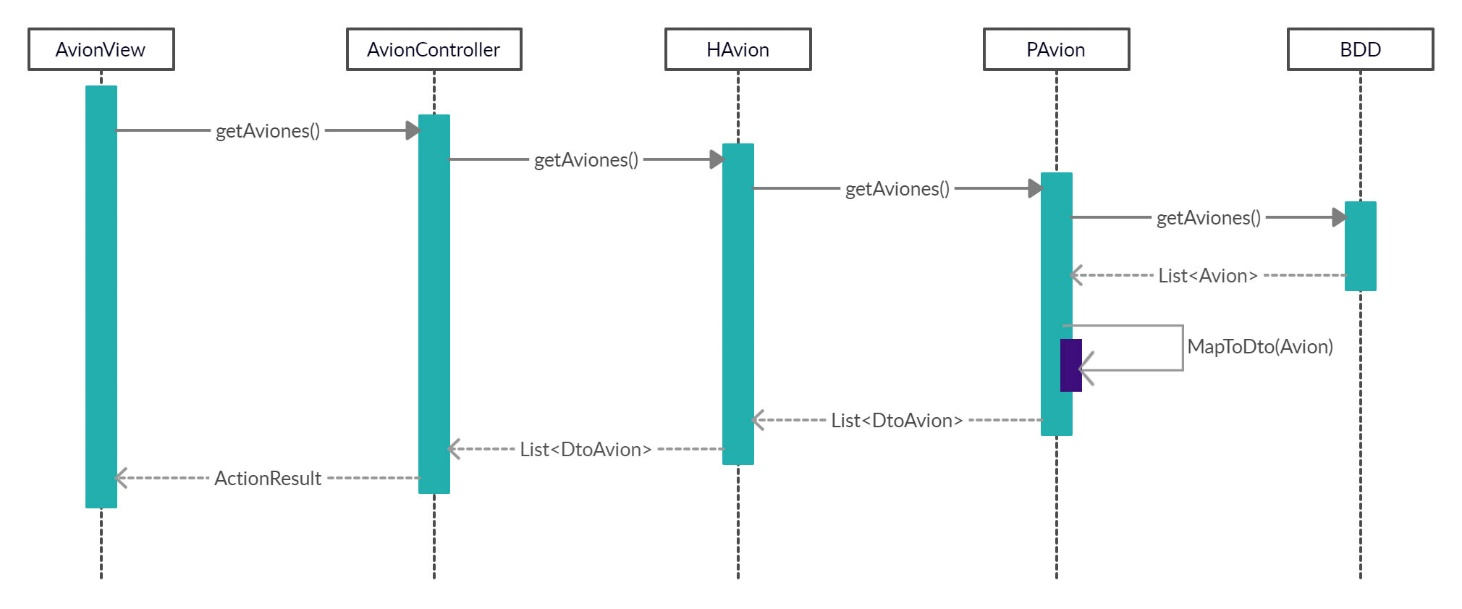 AvionView
AvionController
HAvion
PAvion
BDD
getAviones()
getAviones()
getAviones()
getAviones()
List<Avion>
MapToDto(Avion)
List<DtoAvion>
List<DtoAvion>
ActionResult